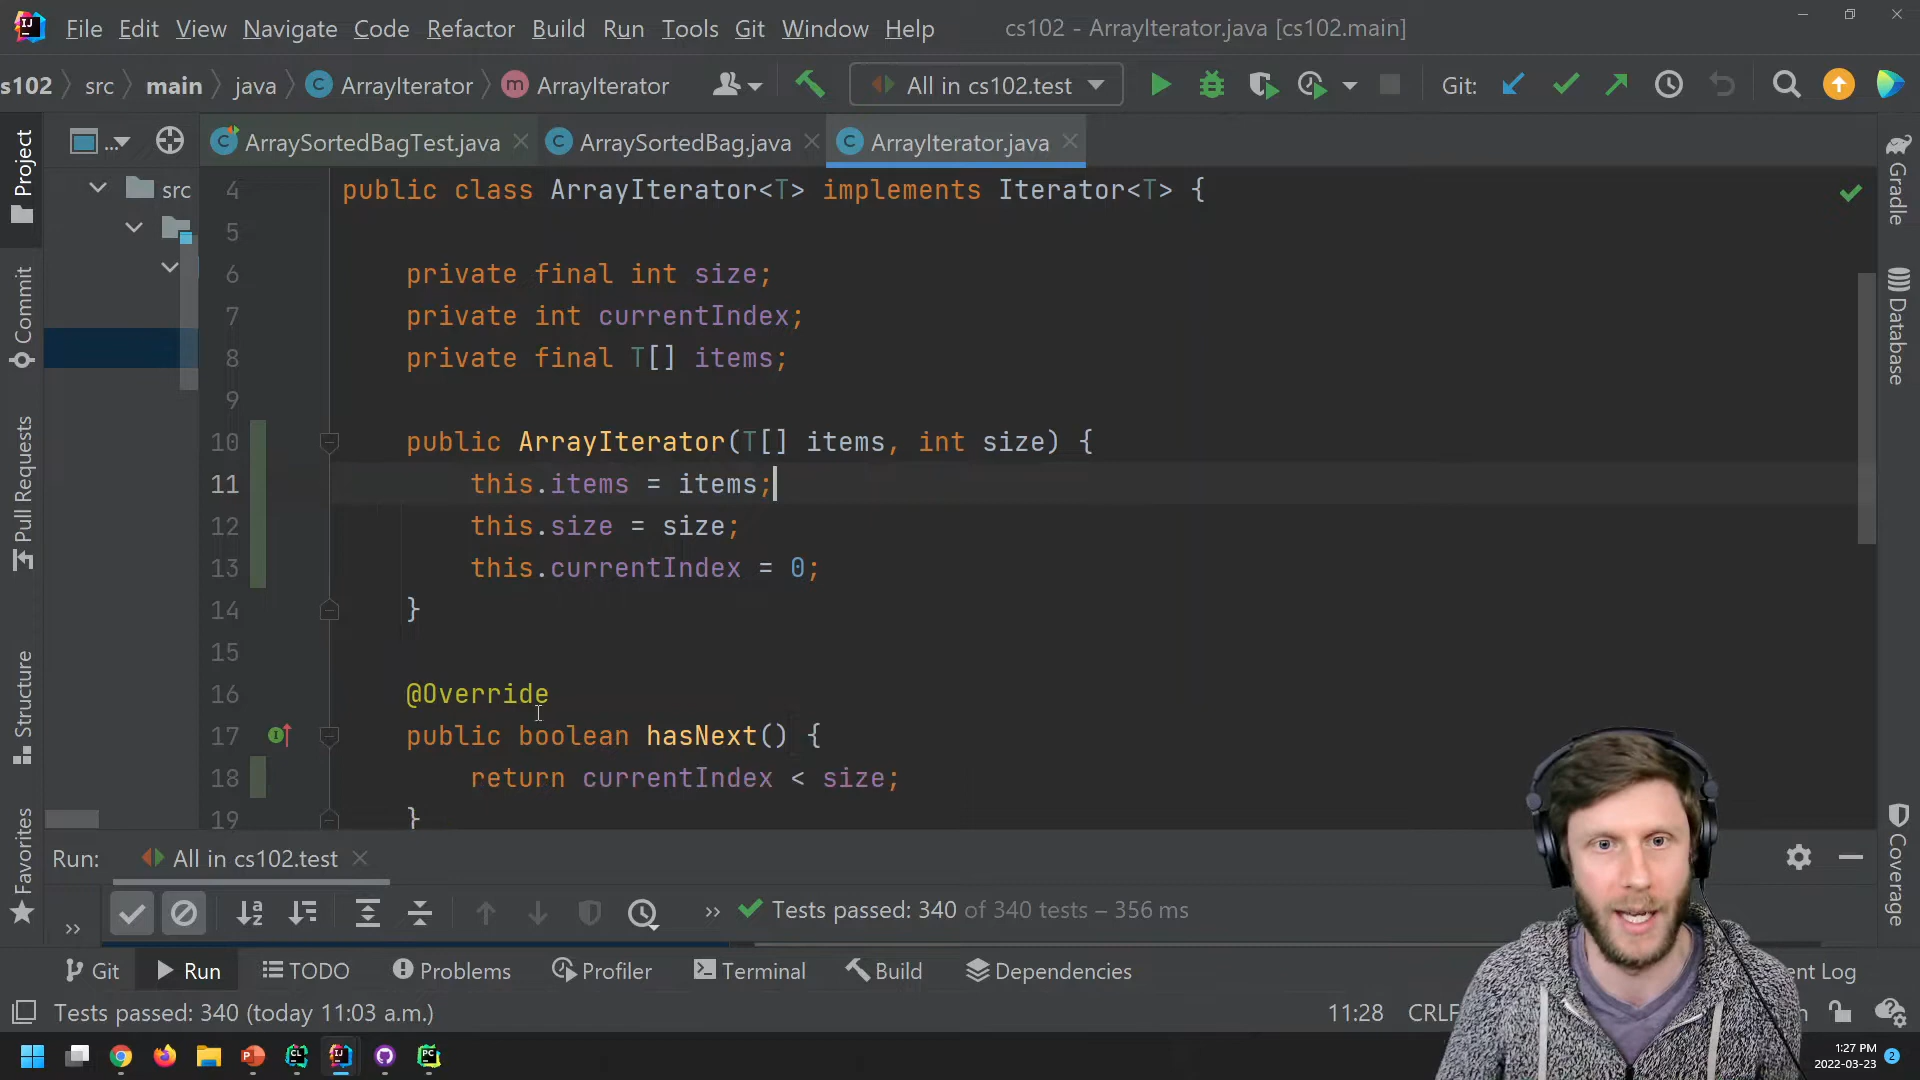 File Edit View Navigate Code Refactor Build Run Tools Git Window Help cs102 - ArrayIterator.java [cs102.main]
s102 src main java ArrayIterator ArrayIterator All in cs102.test Git:
Project
Commit
Pull Requests
Structure
Favorites
... ArraySortedBagTest.java ArraySortedBag.java ArrayIterator.java
src
4 public class ArrayIterator<T> implements Iterator<T> {
5
6 private final int size;
7 private int currentIndex;
8 private final T[] items;
9
10 public ArrayIterator(T[] items, int size) {
11 this.items = items;
12 this.size = size;
13 this.currentIndex = 0;
14 }
15
16 @Override
17 public boolean hasNext() {
18 return currentIndex < size;
19 }
Gradle
Database
Coverage
Run: All in cs102.test
Tests passed: 340 of 340 tests – 356 ms
Git Run TODO Problems Profiler Terminal Build Dependencies Log
Tests passed: 340 (today 11:03 a.m.) 11:28 CRLF
1:27 PM
2022-03-23
2